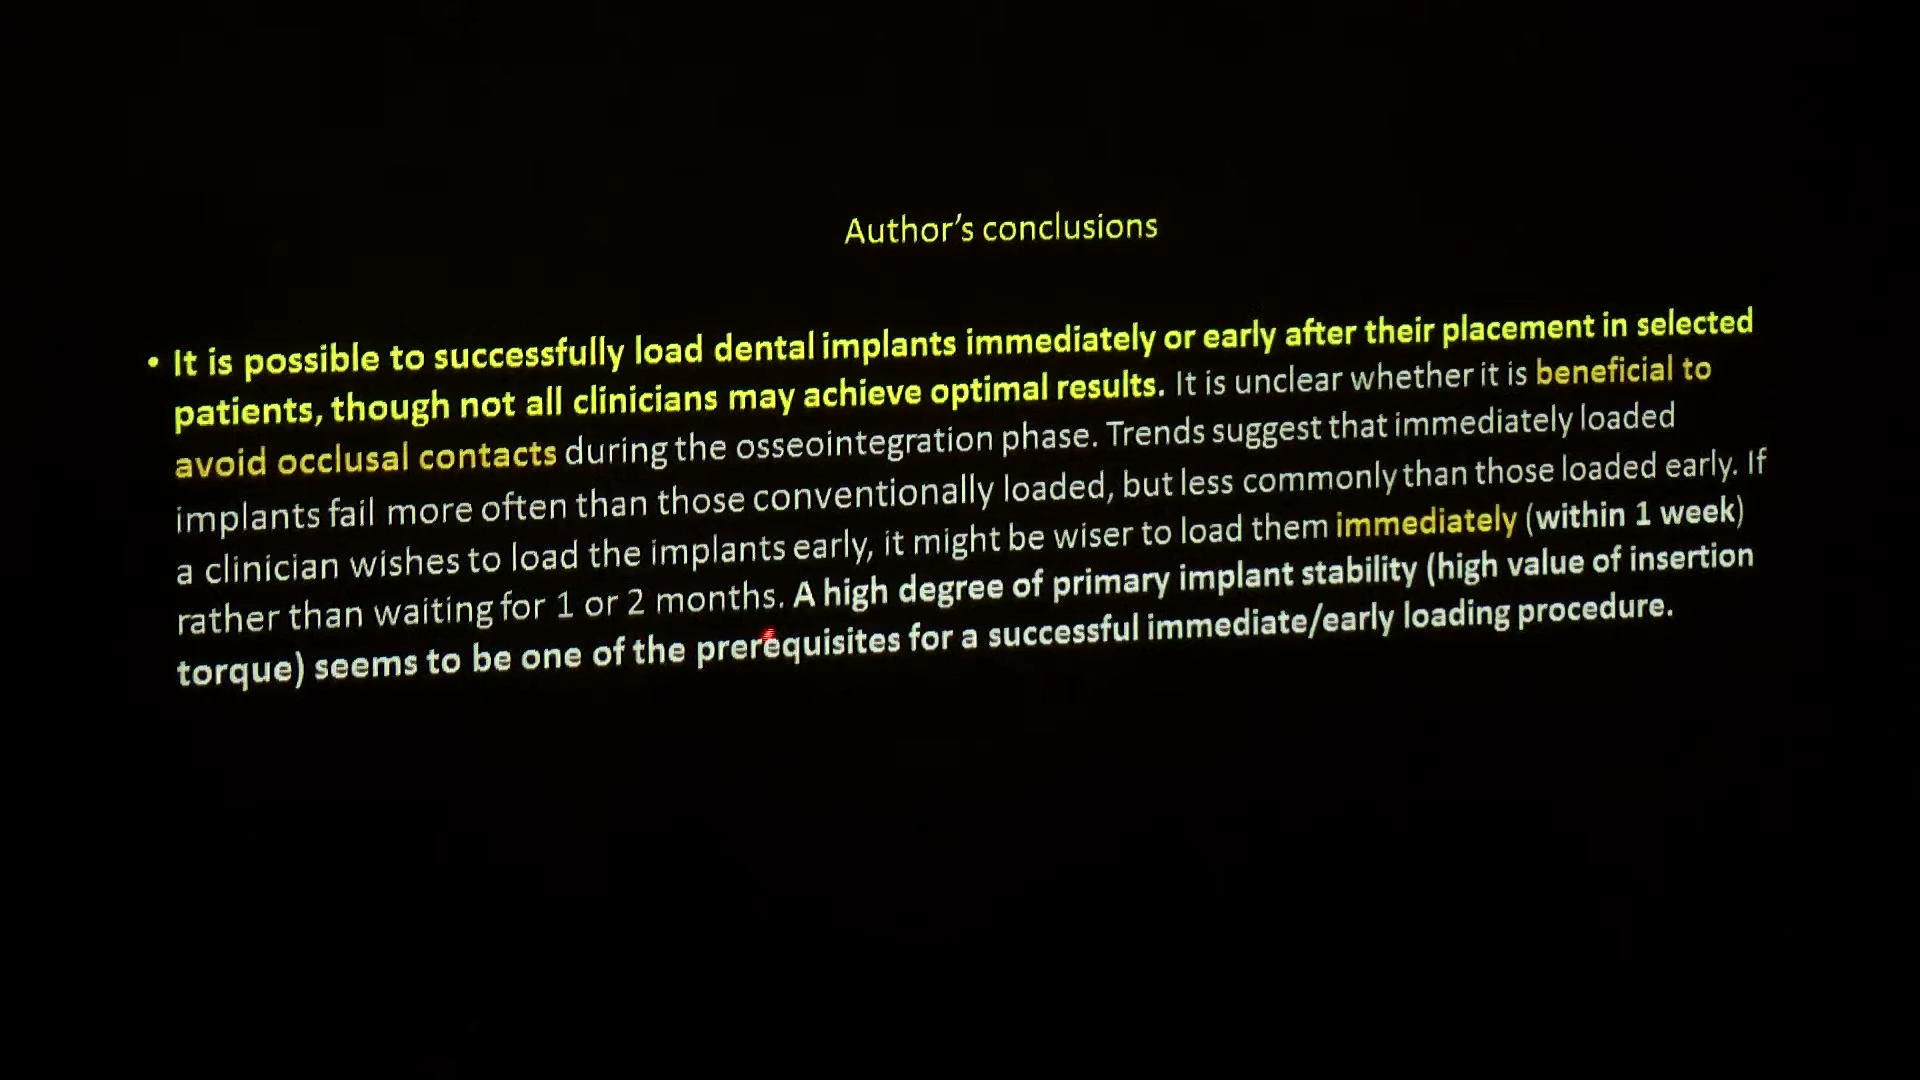 Author's conclusions
• It is possible to successfully load dental implants immediately or early after their placement in selected
patients, though not all clinicians may achieve optimal results. It is unclear whether it is beneficial to
avoid occlusal contacts during the osseointegration phase. Trends suggest that immediately loaded
implants fail more often than those conventionally loaded, but less commonly than those loaded early. If
a clinician wishes to load the implants early, it might be wiser to load them immediately (within 1 week)
rather than waiting for 1 or 2 months. A high degree of primary implant stability (high value of insertion
torque) seems to be one of the prerequisites for a successful immediate/early loading procedure.